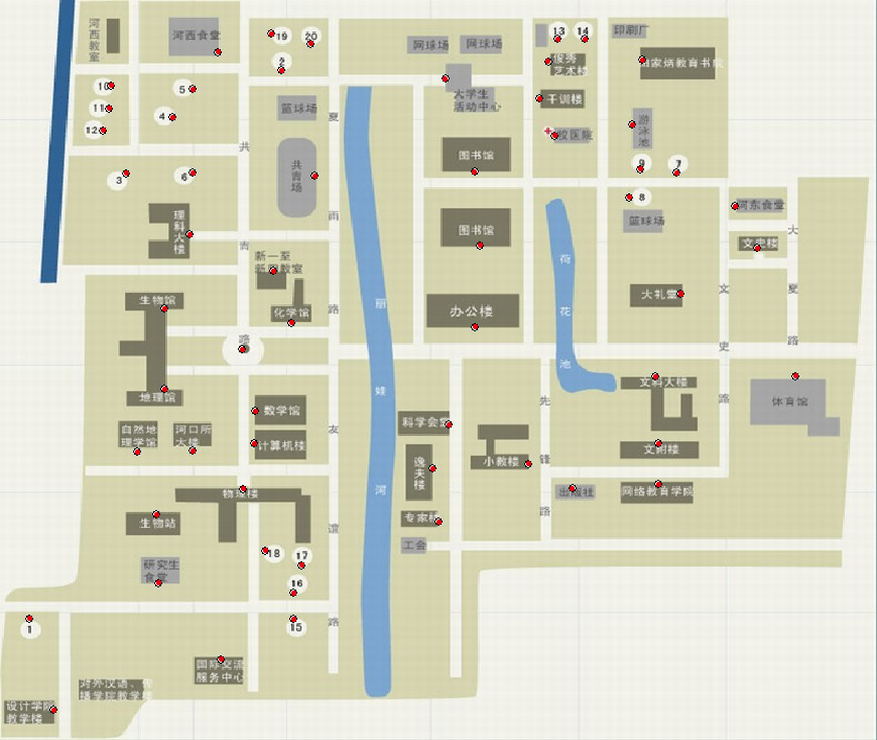 河西教室
河西食堂
19
20
2
网球场
网球场
13
14
印刷厂
俊秀
艺术楼
教育书院
10
11
12
5
4
篮球场
夏
雨
路
大学生
活动中心
干训楼
校医院
游泳池
共
青
路
共青场
图书馆
3
6
9
7
8
篮球场
河东食堂
理科大楼
图书馆
文史楼
大
夏
路
新一至
教室
荷
花
池
生物馆
化学馆
丽
娃
河
办公楼
大礼堂
文
史
路
地理馆
数学馆
文科大楼
体育馆
自然地
理学馆
河口所
大楼
计算机楼
友
谊
路
科学会堂
先
锋
路
小教楼
逸夫楼
文附楼
物理楼
出版社
网络教育学院
生物站
专家楼
工会
18
17
16
15
研究生
食堂
1
国际交流
服务中心
对外汉语、传
播学院教学楼
设计学院
教学楼